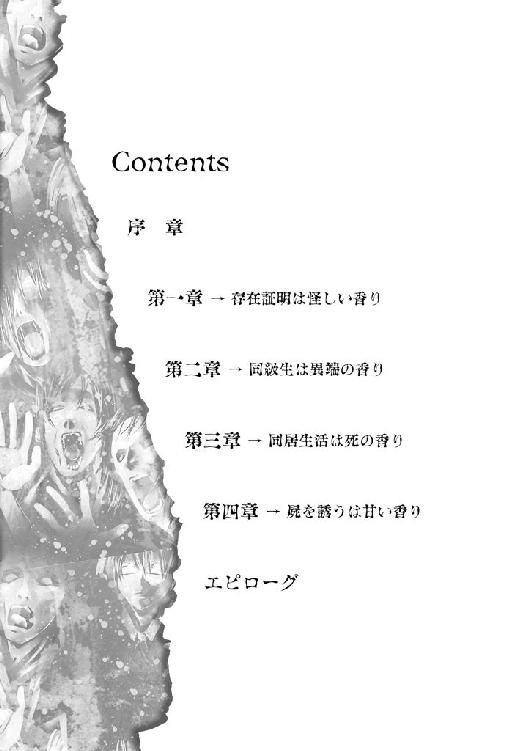 Contents
序　章
第一章 → 存在証明は怪しい香り
第二章 → 同級生は異端の香り
第三章 → 同居生活は死の香り
第四章 → 屍を誘うは甘い香り
エピローグ